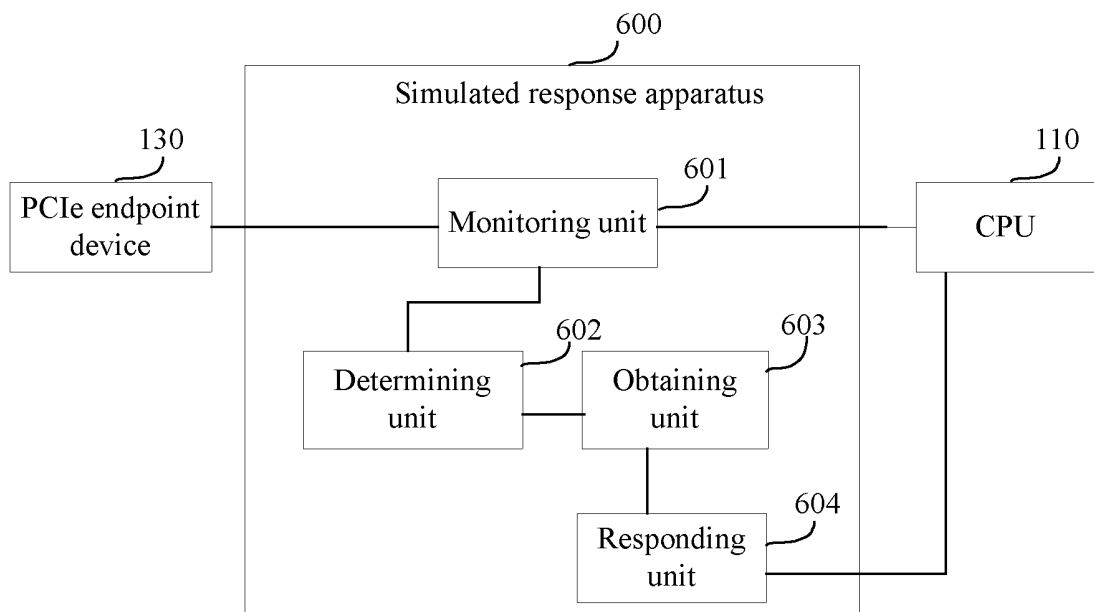 600
Simulated response apparatus
130
601
110
PCIe endpoint
device
Monitoring unit
CPU
602
603
Determining
unit
Obtaining
unit
604
Responding
unit